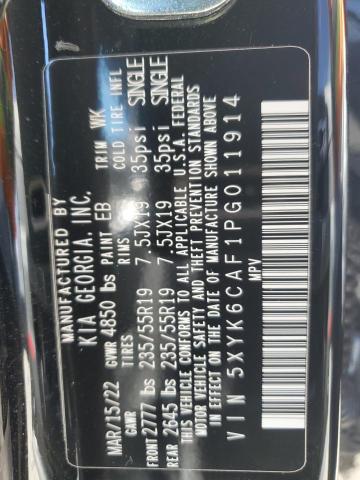 MANUFACTURED BY
KIA GEORGIA, INC.
MAR/15/22 GVWR 4850 lbs PAINT EB TRIM WK
GAWR TIRES RIMS COLD TIRE INFL
FRONT 2777 lbs 235/55R19 7.5JX19 35psi SINGLE
REAR 2645 lbs 235/55R19 7.5JX19 35psi SINGLE
THIS VEHICLE CONFORMS TO ALL APPLICABLE U.S.A. FEDERAL
MOTOR VEHICLE SAFETY AND THEFT PREVENTION STANDARDS
IN EFFECT ON THE DATE OF MANUFACTURE SHOWN ABOVE
VIN 5XYK6CAF1PG011914
MPV